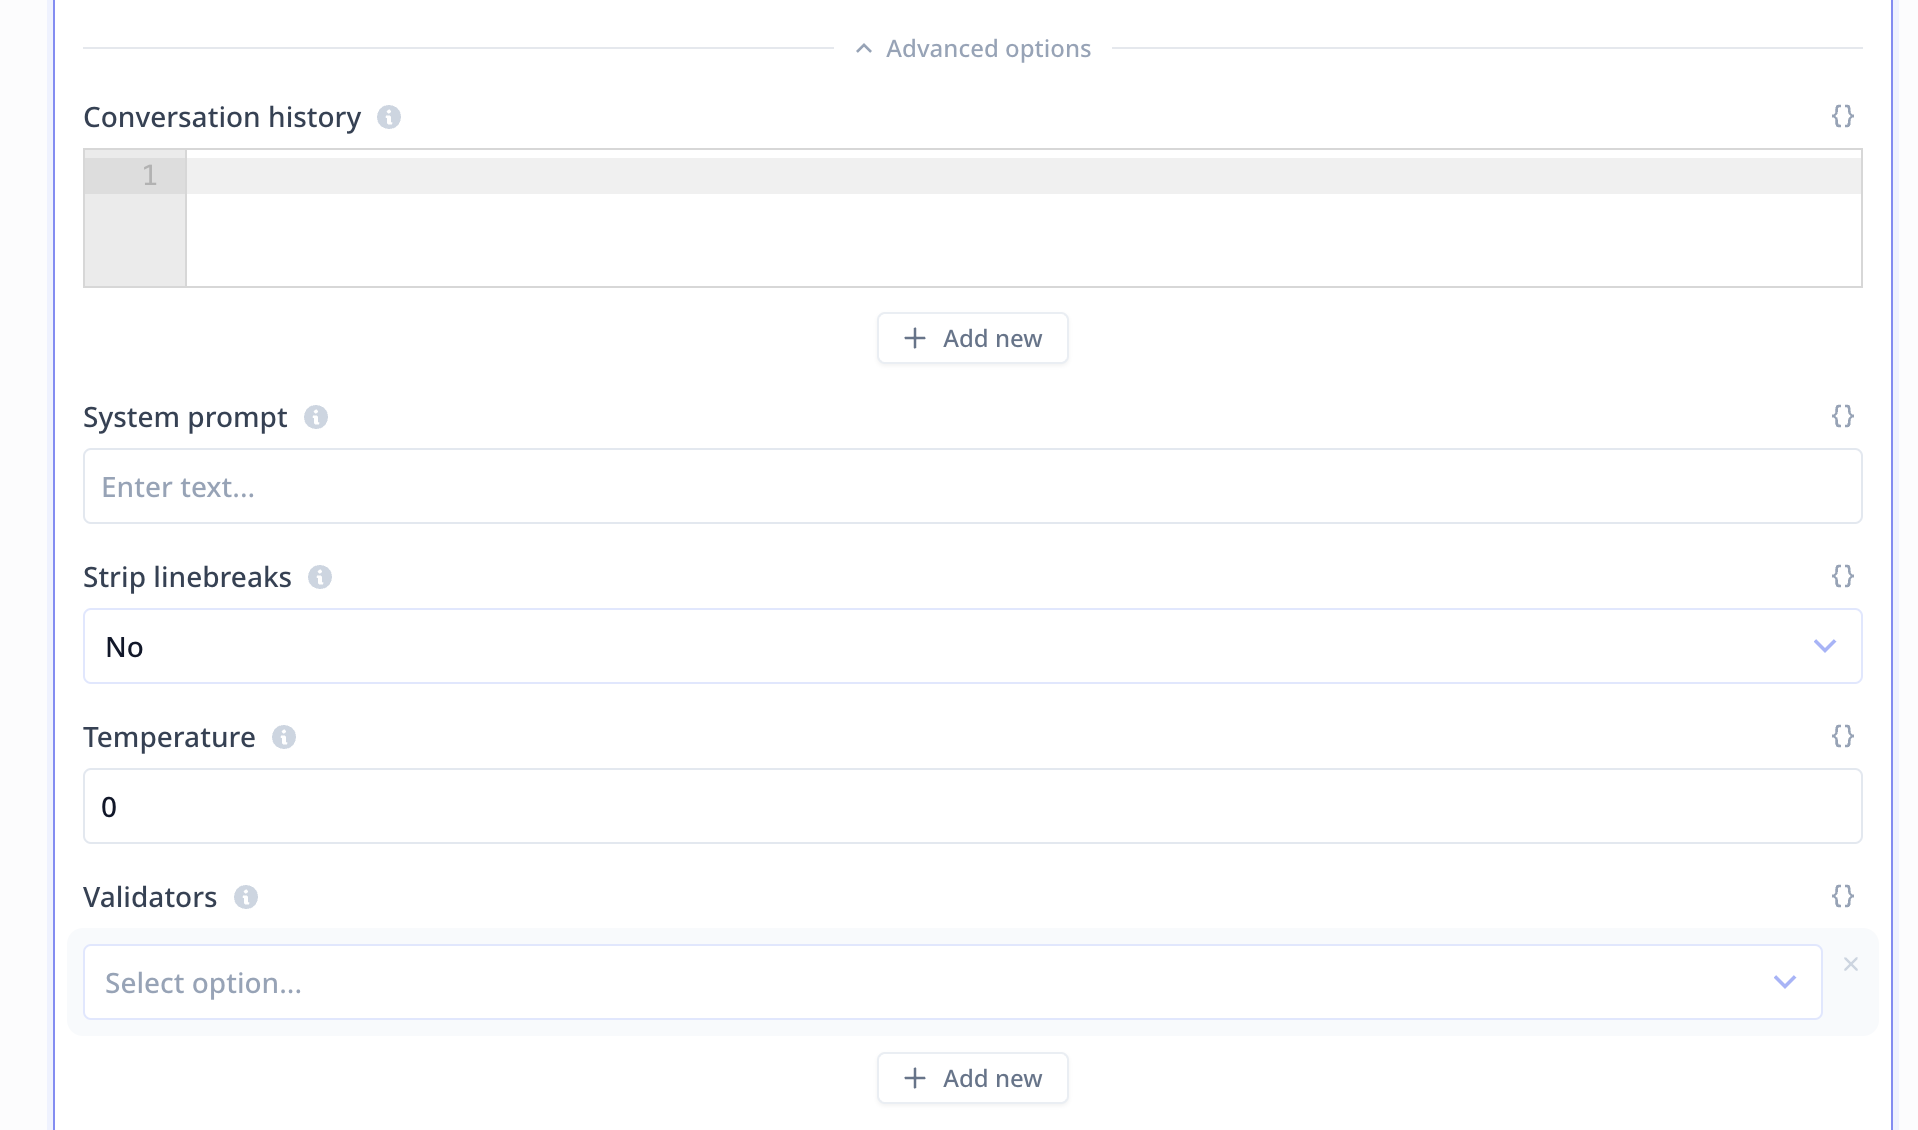 Advanced options
Conversation history
{}
1
+ Add new
System prompt
{}
Enter text...
Strip linebreaks
{}
No
Temperature
{}
0
Validators
{}
Select option...
+ Add new